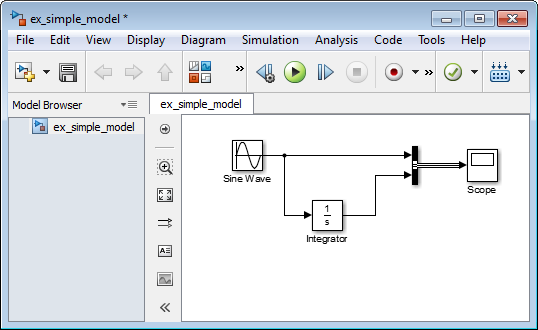 ex_simple_model *
File Edit View Display Diagram Simulation Analysis Code Tools Help
»
»
Model Browser
ex_simple_model
ex_simple_model
A
Sine Wave
1
s
Integrator
Scope